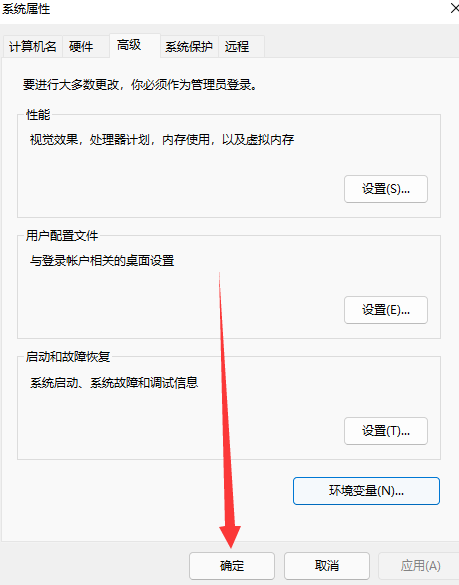 系统属性
计算机名 硬件 高级 系统保护 远程
要进行大多数更改，你必须作为管理员登录。
性能
视觉效果，处理器计划，内存使用，以及虚拟内存
设置(S)...
用户配置文件
与登录帐户相关的桌面设置
设置(E)...
启动和故障恢复
系统启动、系统故障和调试信息
设置(T)...
环境变量(N)...
确定 取消 应用(A)